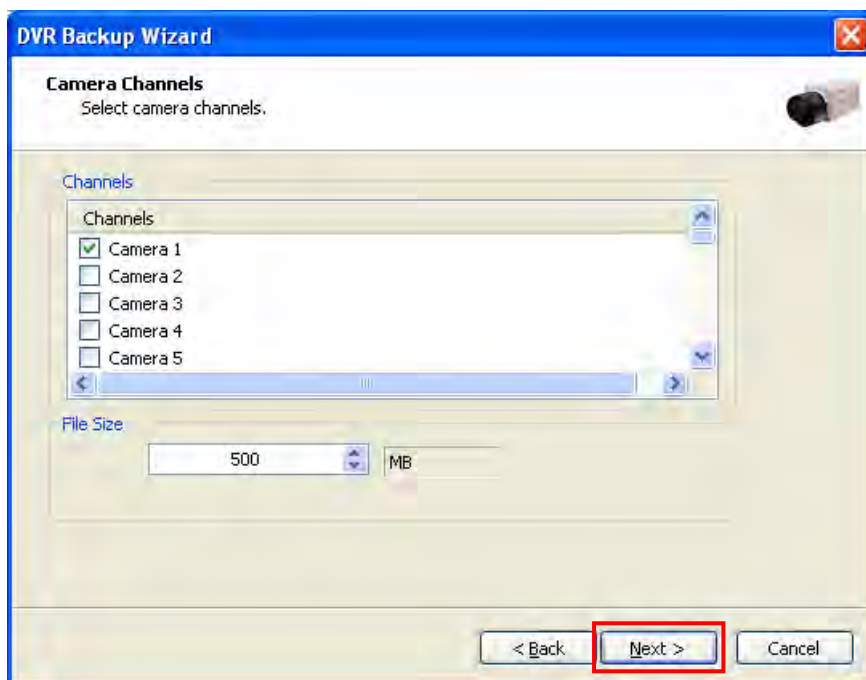 DVR Backup Wizard
Camera Channels
Select camera channels.
Channels
Channels
Camera 1
Camera 2
Camera 3
Camera 4
Camera 5
File Size
500 MB
< Back Next > Cancel